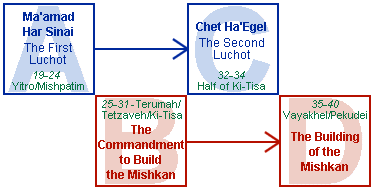 A
Ma'amad
Har Sinai
The First
Luchot
19-24
Yitro/Mishpatim
C
Chet Ha'Egel
The Second
Luchot
32-34
Half of Ki-Tisa
B
25-31 - Terumah/
Tetzaveh/Ki-Tisa
The
Commandment
to Build
the Mishkan
D
35-40
Vayakhel/Pekudei
The Building
of the
Mishkan